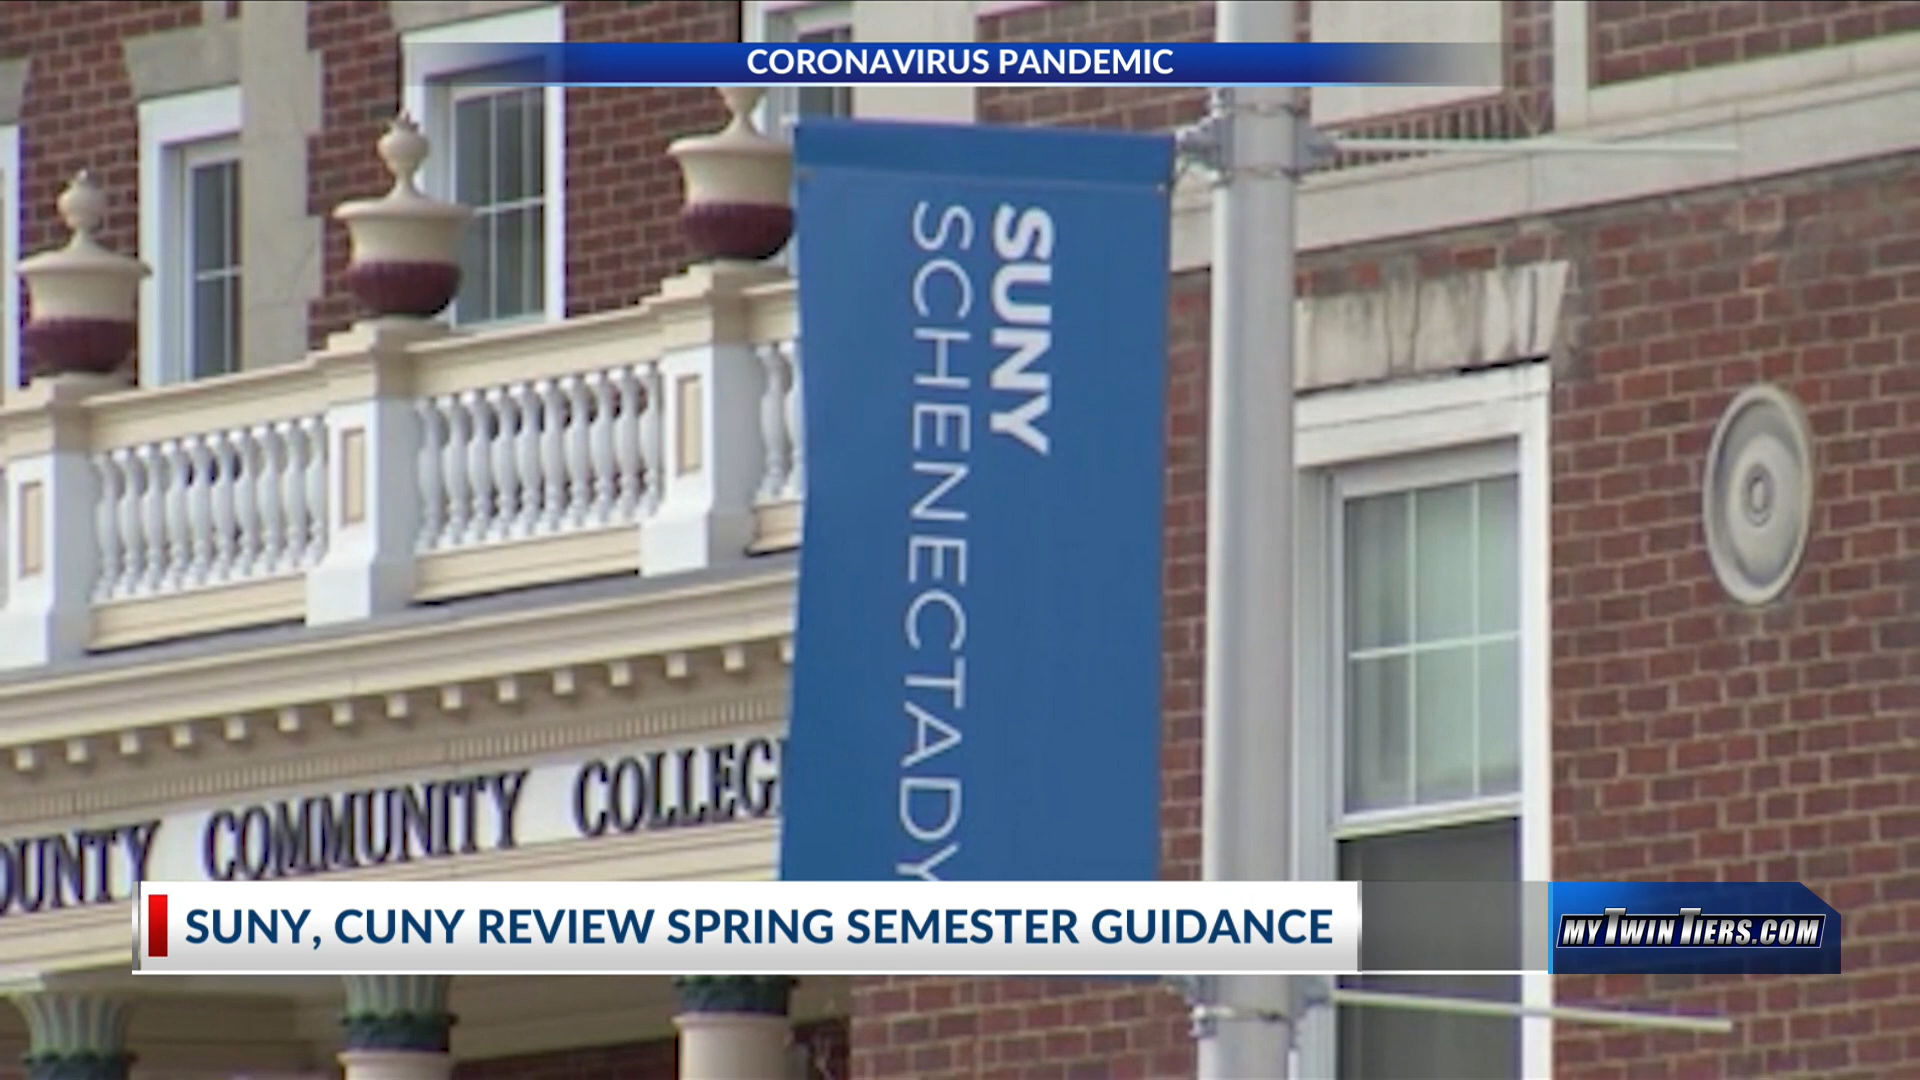 CORONAVIRUS PANDEMIC
SUNY
SCHENECTADY
COMMUNITY COLLEG
SUNY, CUNY REVIEW SPRING SEMESTER GUIDANCE
MYTWINTIERS.COM